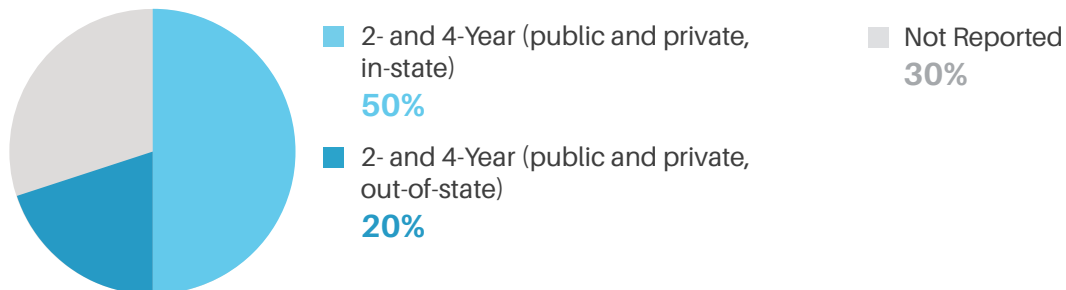 2- and 4-Year (public and private,
in-state)
50%
2- and 4-Year (public and private,
out-of-state)
20%
Not Reported
30%